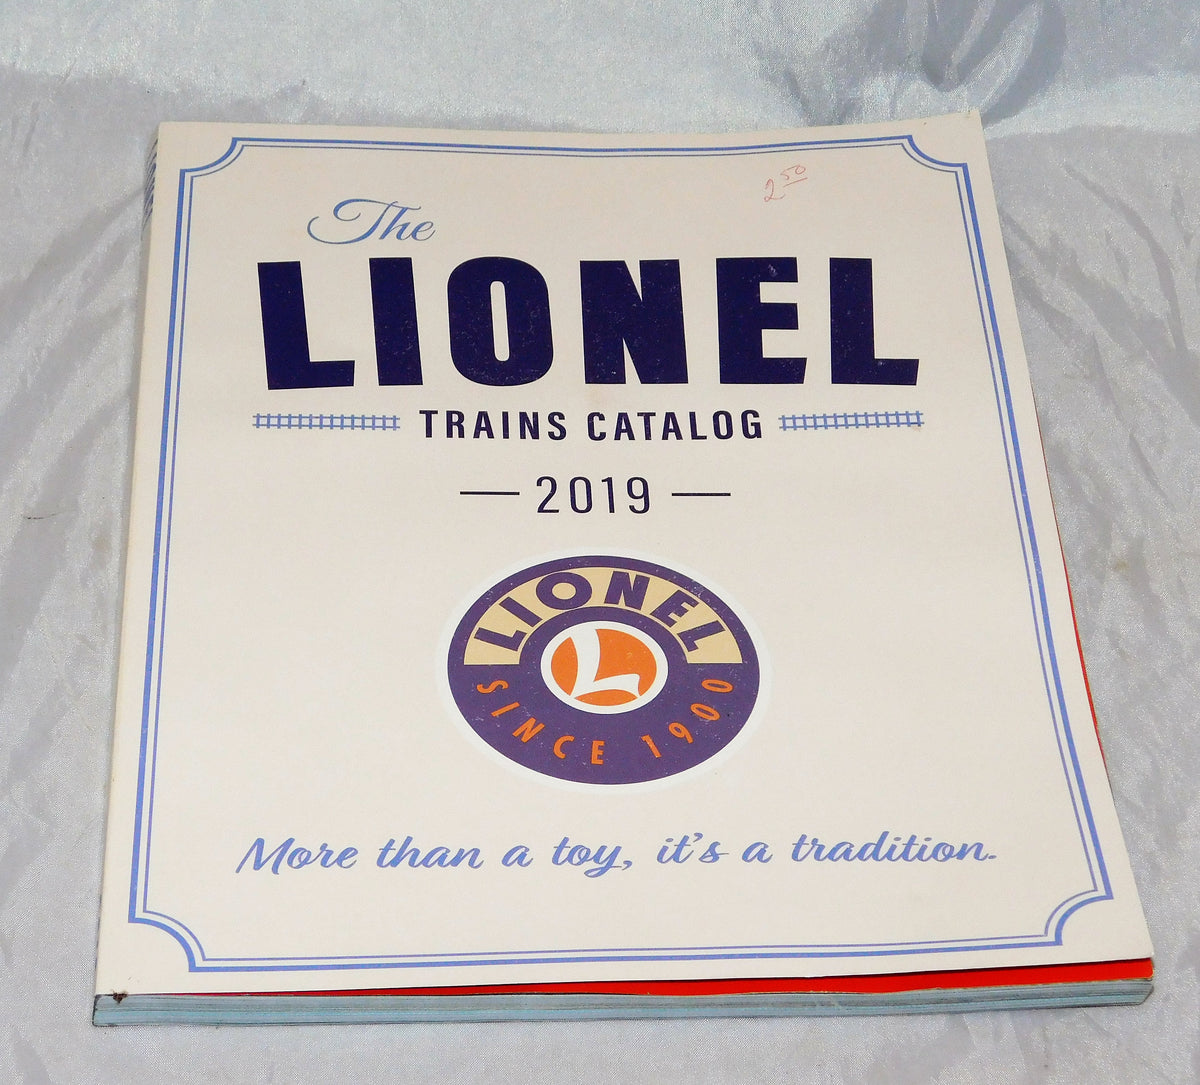 2 50
The
LIONEL
TRAINS CATALOG
2019
LIONEL
L
SINCE 1900
More than a toy, it's a tradition.